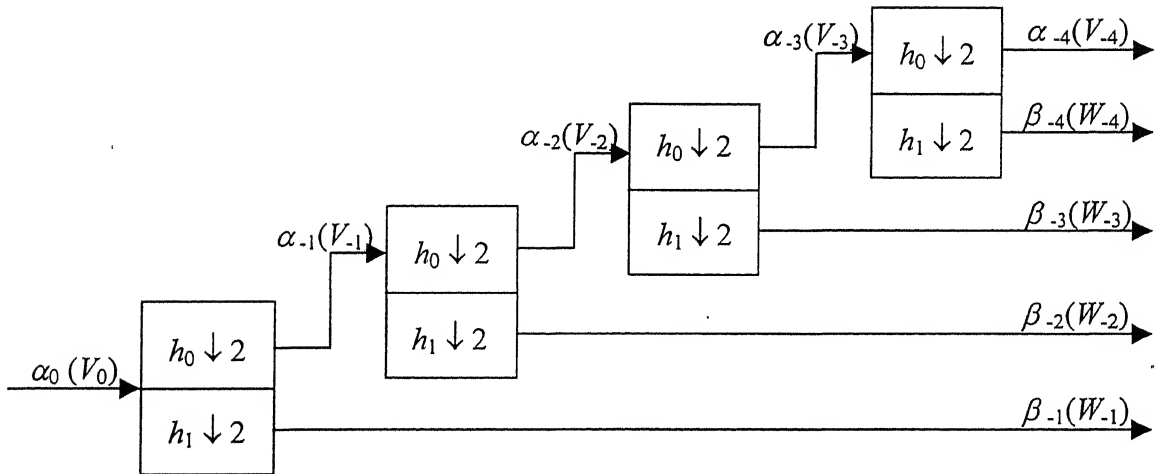 α₋₃(V₋₃)
α₋₄(V₋₄)
h₀ ↓ 2
β₋₄(W₋₄)
h₁ ↓ 2
α₋₂(V₋₂)
h₀ ↓ 2
β₋₃(W₋₃)
h₁ ↓ 2
α₋₁(V₋₁)
h₀ ↓ 2
β₋₂(W₋₂)
h₁ ↓ 2
α₀ (V₀)
h₀ ↓ 2
β₋₁(W₋₁)
h₁ ↓ 2